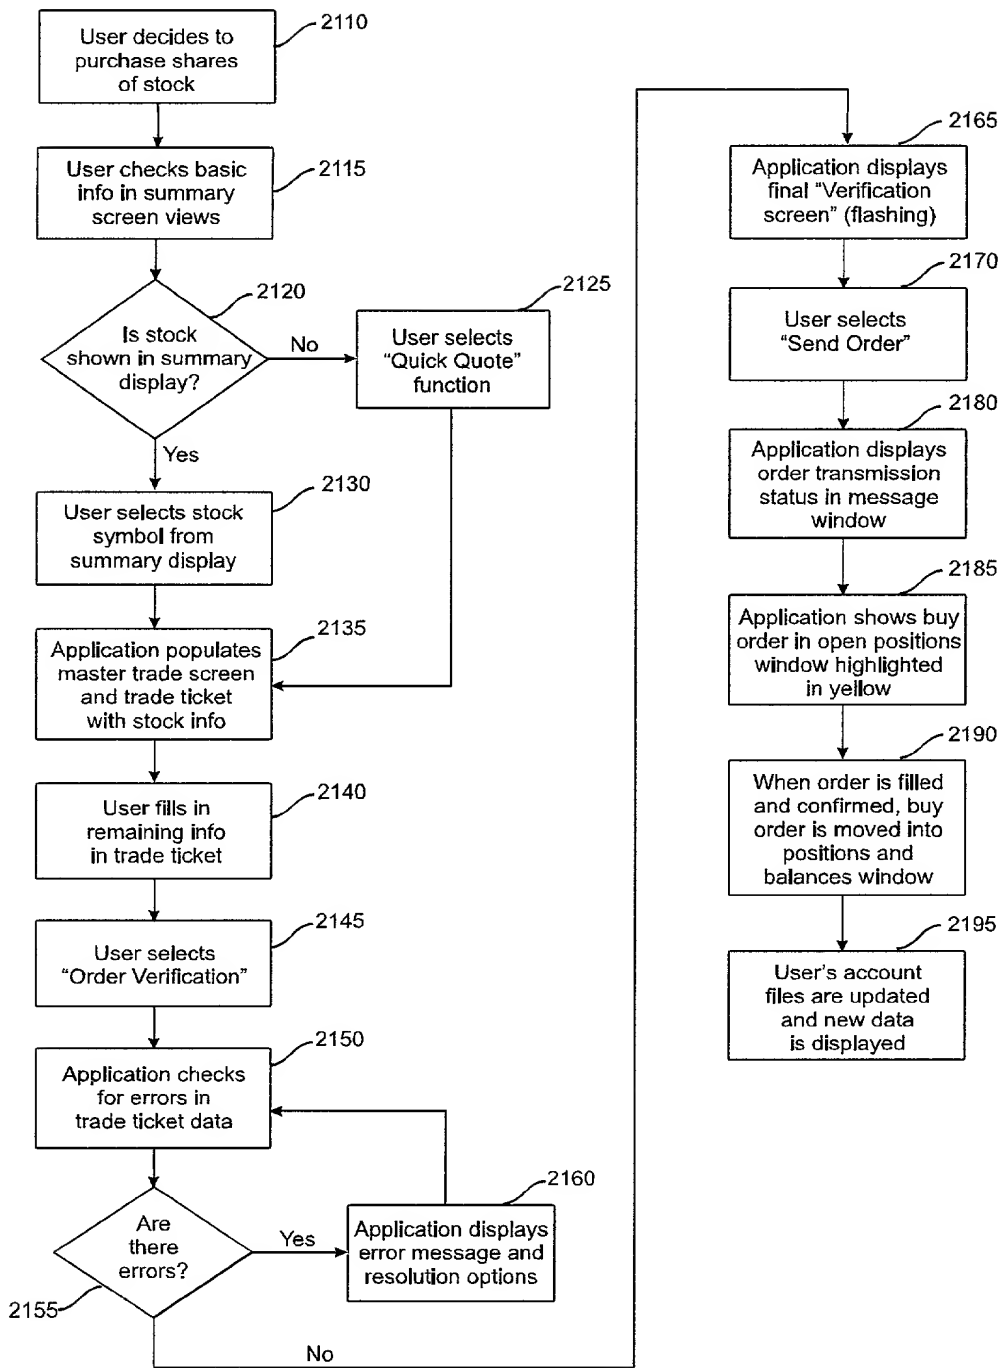 2110
User decides to
purchase shares
of stock
2115
User checks basic
info in summary
screen views
2120
Is stock
shown in summary
display?
No
Yes
2125
User selects
“Quick Quote”
function
2130
User selects stock
symbol from
summary display
2135
Application populates
master trade screen
and trade ticket
with stock info
2140
User fills in
remaining info
in trade ticket
2145
User selects
“Order Verification”
2150
Application checks
for errors in
trade ticket data
2155
Are
there
errors?
Yes
No
2160
Application displays
error message and
resolution options
2165
Application displays
final “Verification
screen” (flashing)
2170
User selects
“Send Order”
2180
Application displays
order transmission
status in message
window
2185
Application shows buy
order in open positions
window highlighted
in yellow
2190
When order is filled
and confirmed, buy
order is moved into
positions and
balances window
2195
User’s account
files are updated
and new data
is displayed